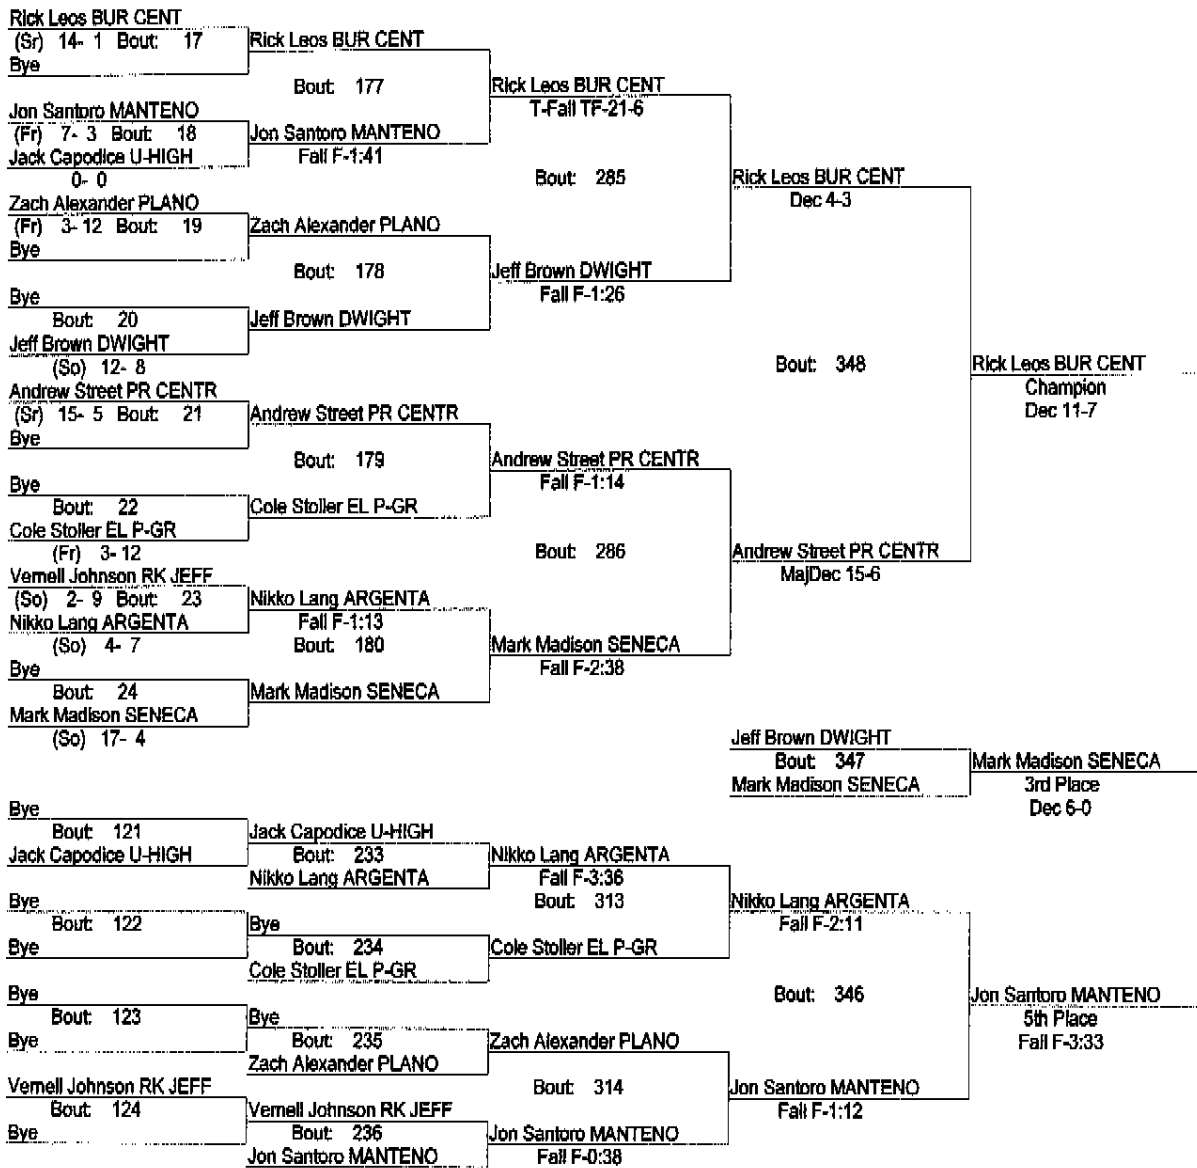 Rick Leos BUR CENT
(Sr) 14- 1 Bout: 17
Bye
Rick Leos BUR CENT
Bout: 177
Jon Santoro MANTENO
(Fr) 7- 3 Bout: 18
Jack Capodice U-HIGH
0- 0
Jon Santoro MANTENO
Fall F-1:41
Rick Leos BUR CENT
T-Fall TF-21-6
Bout: 285
Zach Alexander PLANO
(Fr) 3- 12 Bout: 19
Bye
Zach Alexander PLANO
Bout: 178
Bye
Bout: 20
Jeff Brown DWIGHT
(So) 12- 8
Jeff Brown DWIGHT
Jeff Brown DWIGHT
Fall F-1:26
Rick Leos BUR CENT
Dec 4-3
Bout: 348
Rick Leos BUR CENT
Champion
Dec 11-7
Andrew Street PR CENTR
(Sr) 15- 5 Bout: 21
Bye
Andrew Street PR CENTR
Bout: 179
Bye
Bout: 22
Cole Stoller EL P-GR
(Fr) 3- 12
Cole Stoller EL P-GR
Andrew Street PR CENTR
Fall F-1:14
Bout: 286
Andrew Street PR CENTR
MajDec 15-6
Vernell Johnson RK JEFF
(So) 2- 9 Bout: 23
Nikko Lang ARGENTA
(So) 4- 7
Nikko Lang ARGENTA
Fall F-1:13
Bout: 180
Bye
Bout: 24
Mark Madison SENECA
(So) 17- 4
Mark Madison SENECA
Mark Madison SENECA
Fall F-2:38
Jeff Brown DWIGHT
Bout: 347
Mark Madison SENECA
Mark Madison SENECA
3rd Place
Dec 6-0
Bye
Bout: 121
Jack Capodice U-HIGH
Jack Capodice U-HIGH
Bout: 233
Nikko Lang ARGENTA
Nikko Lang ARGENTA
Fall F-3:36
Bout: 313
Bye
Bout: 122
Bye
Bye
Bout: 234
Cole Stoller EL P-GR
Cole Stoller EL P-GR
Nikko Lang ARGENTA
Fall F-2:11
Bout: 346
Bye
Bout: 123
Bye
Bye
Bout: 235
Zach Alexander PLANO
Zach Alexander PLANO
Bout: 314
Vernell Johnson RK JEFF
Bout: 124
Bye
Vernell Johnson RK JEFF
Bout: 236
Jon Santoro MANTENO
Jon Santoro MANTENO
Fall F-0:38
Jon Santoro MANTENO
Fall F-1:12
Jon Santoro MANTENO
5th Place
Fall F-3:33